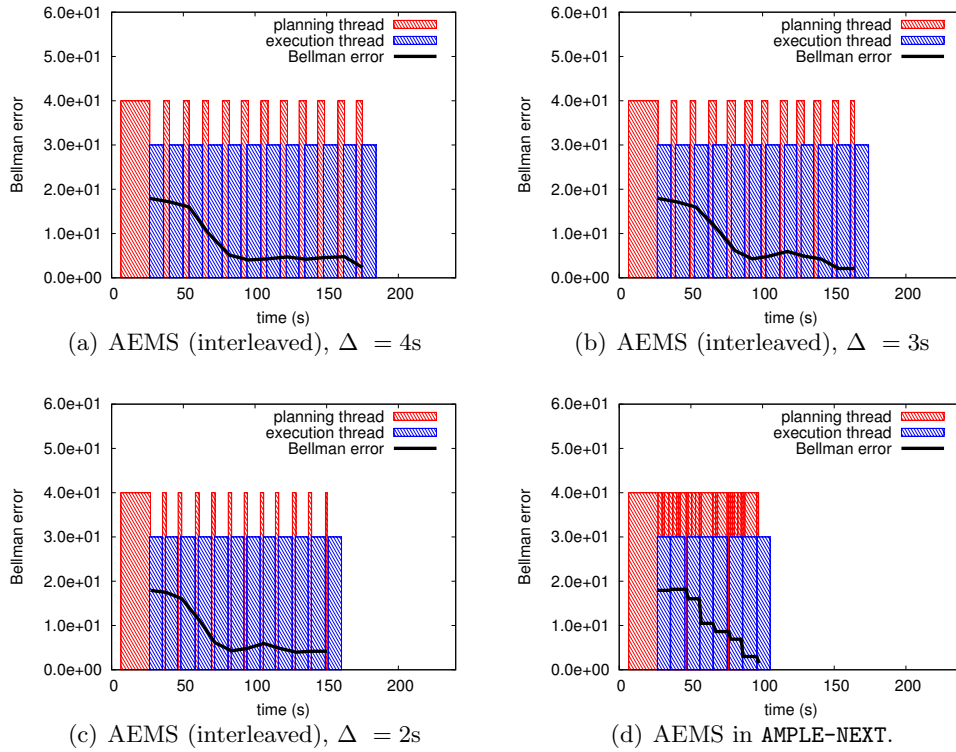 6.0e+01
5.0e+01
4.0e+01
3.0e+01
2.0e+01
1.0e+01
0.0e+00
Bellman error
planning thread
execution thread
Bellman error
0 50 100 150 200
time (s)
(a) AEMS (interleaved), Δ = 4s
6.0e+01
5.0e+01
4.0e+01
3.0e+01
2.0e+01
1.0e+01
0.0e+00
Bellman error
planning thread
execution thread
Bellman error
0 50 100 150 200
time (s)
(b) AEMS (interleaved), Δ = 3s
6.0e+01
5.0e+01
4.0e+01
3.0e+01
2.0e+01
1.0e+01
0.0e+00
Bellman error
planning thread
execution thread
Bellman error
0 50 100 150 200
time (s)
(c) AEMS (interleaved), Δ = 2s
6.0e+01
5.0e+01
4.0e+01
3.0e+01
2.0e+01
1.0e+01
0.0e+00
Bellman error
planning thread
execution thread
Bellman error
0 50 100 150 200
time (s)
(d) AEMS in AMPLE-NEXT.